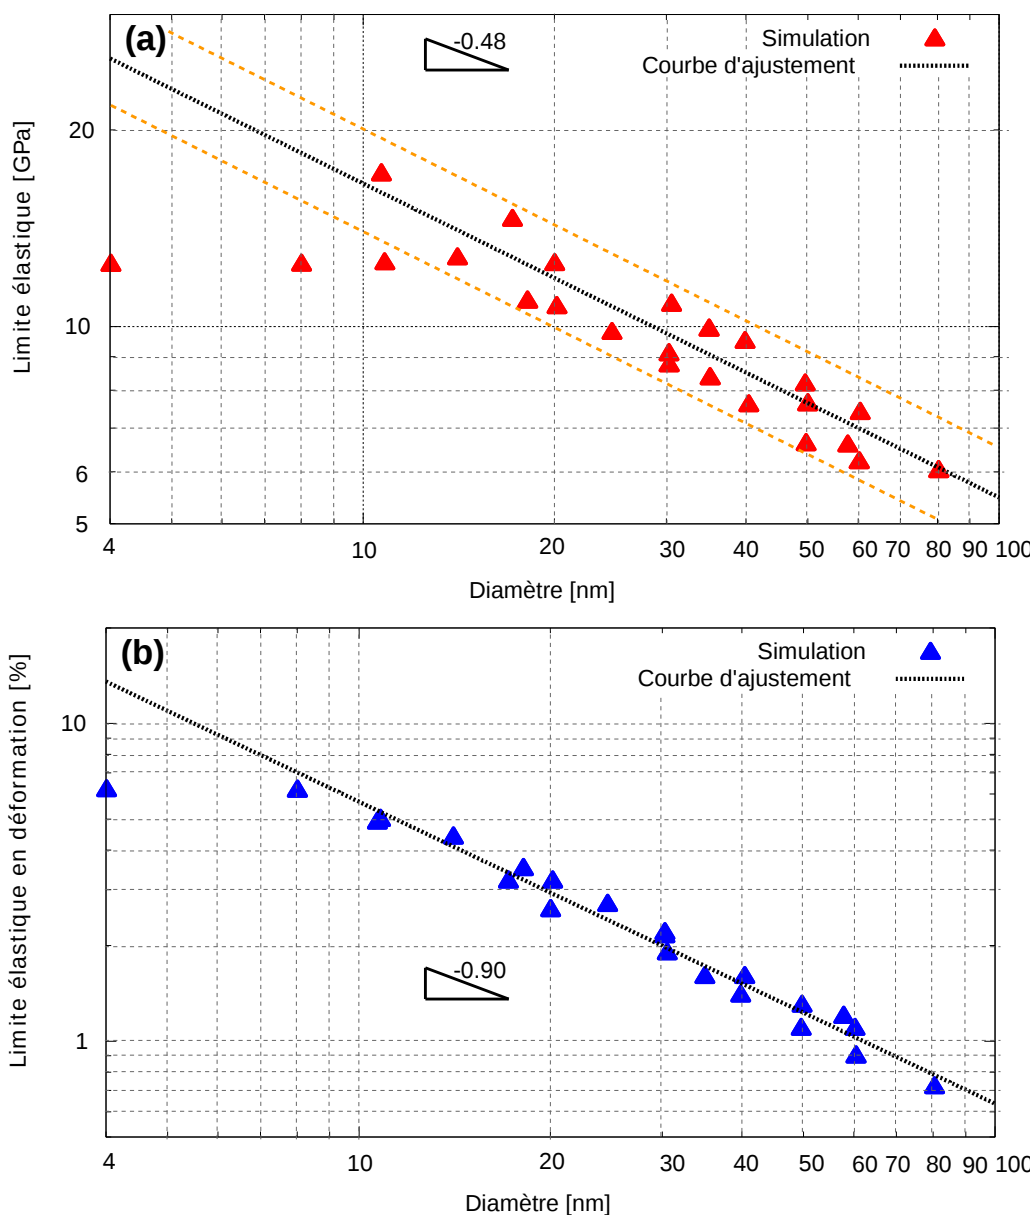 (a)
-0.48
Simulation
Courbe d'ajustement
Limite élastique [GPa]
20
10
6
5
4 10 20 30 40 50 60 70 80 90 100
Diamètre [nm]
(b)
Simulation
Courbe d'ajustement
-0.90
Limite élastique en déformation [%]
10
1
4 10 20 30 40 50 60 70 80 90 100
Diamètre [nm]